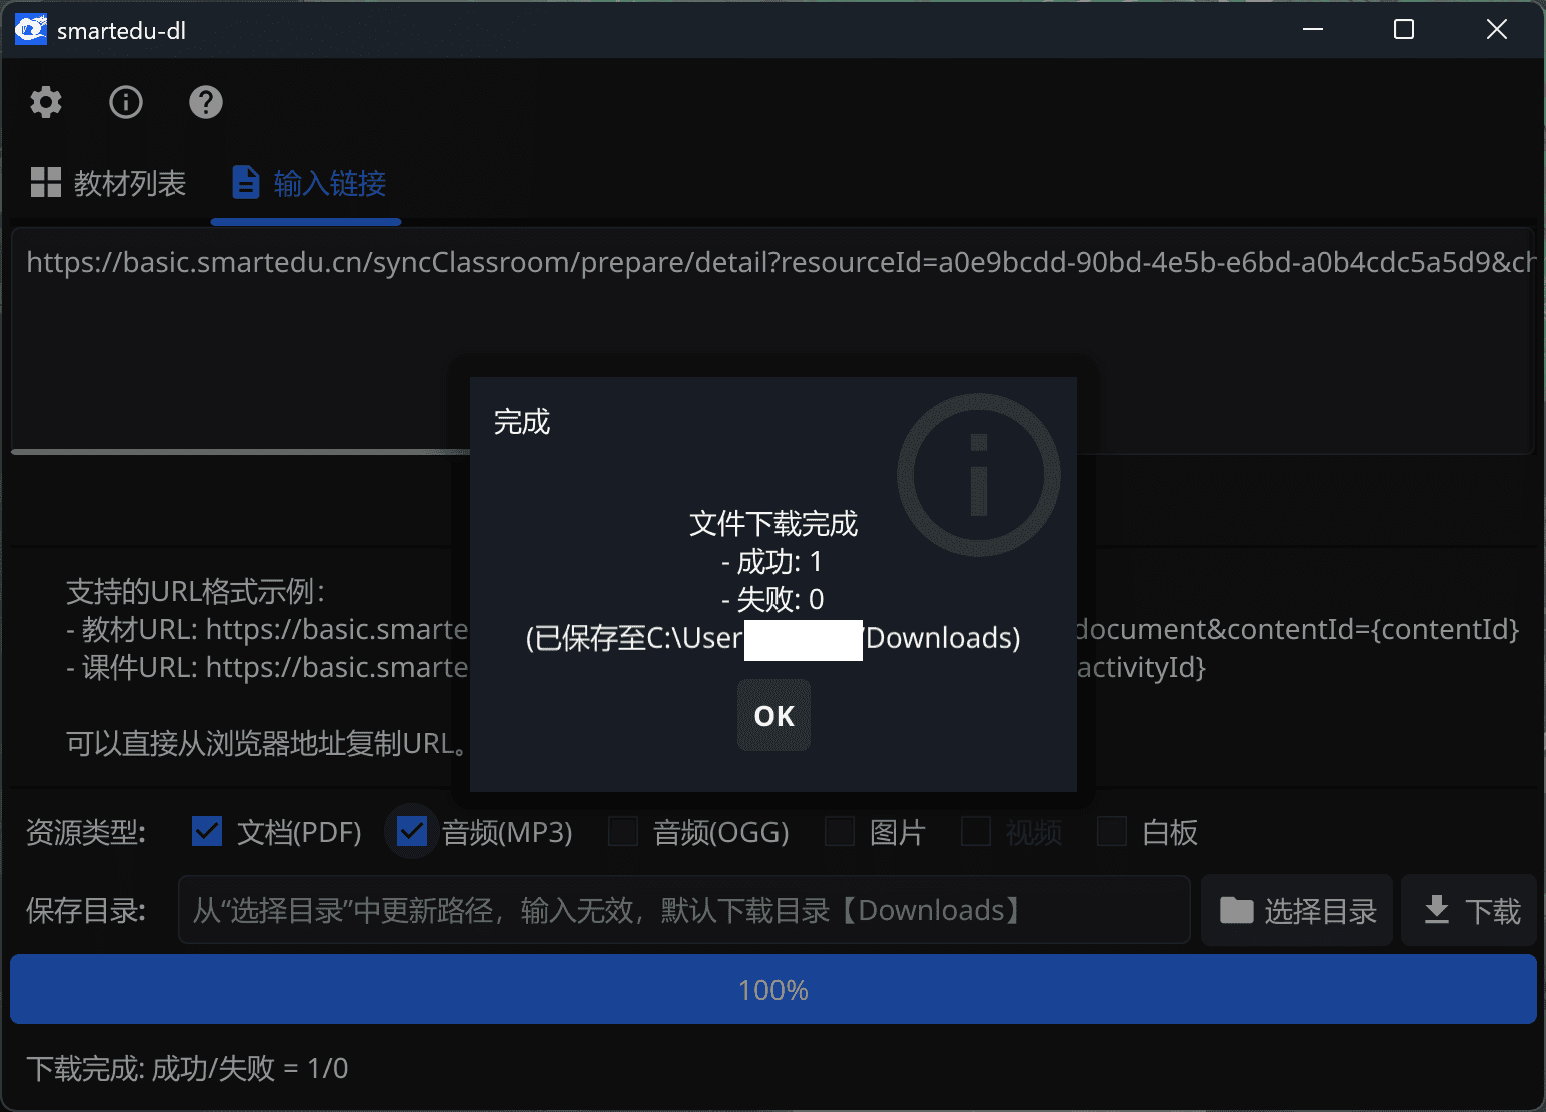 smartedu-dl
教材列表
输入链接
https://basic.smartedu.cn/syncClassroom/prepare/detail?resourceId=a0e9bcdd-90bd-4e5b-e6bd-a0b4cdc5a5d9&ch
完成
文件下载完成
- 成功: 1
- 失败: 0
(已保存至C:\User Downloads)
OK
支持的URL格式示例：
- 教材URL: https://basic.smarte document&contentId={contentId}
- 课件URL: https://basic.smarte activityId}
可以直接从浏览器地址复制URL。
资源类型: 文档(PDF) 音频(MP3) 音频(OGG) 图片 视频 白板
保存目录: 从“选择目录”中更新路径，输入无效，默认下载目录【Downloads】 选择目录 下载
100%
下载完成: 成功/失败 = 1/0